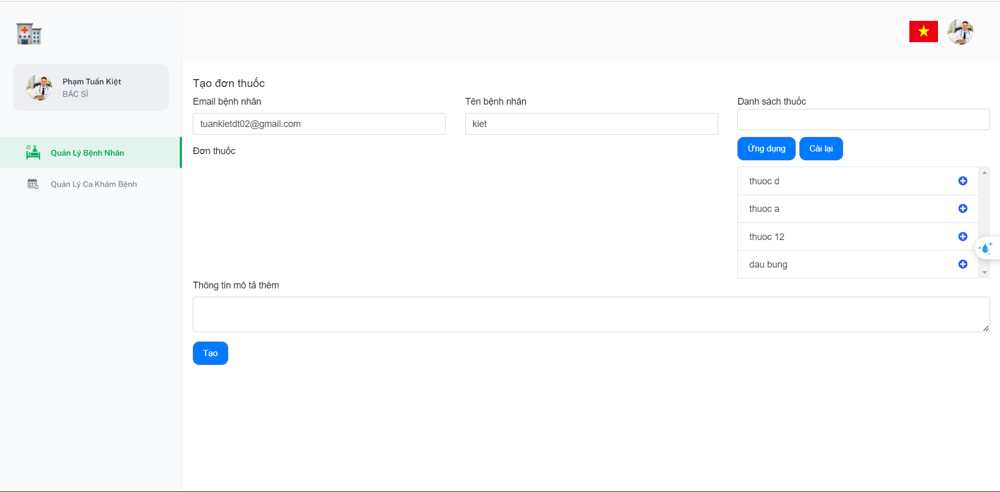 Phạm Tuấn Kiệt
BÁC SĨ
Quản Lý Bệnh Nhân
Quản Lý Ca Khám Bệnh
Tạo đơn thuốc
Email bệnh nhân
tuankietdt02@gmail.com
Tên bệnh nhân
kiet
Đơn thuốc
Danh sách thuốc
Ứng dụng
Cài lại
thuoc d
thuoc a
thuoc 12
dau bung
Thông tin mô tả thêm
Tạo